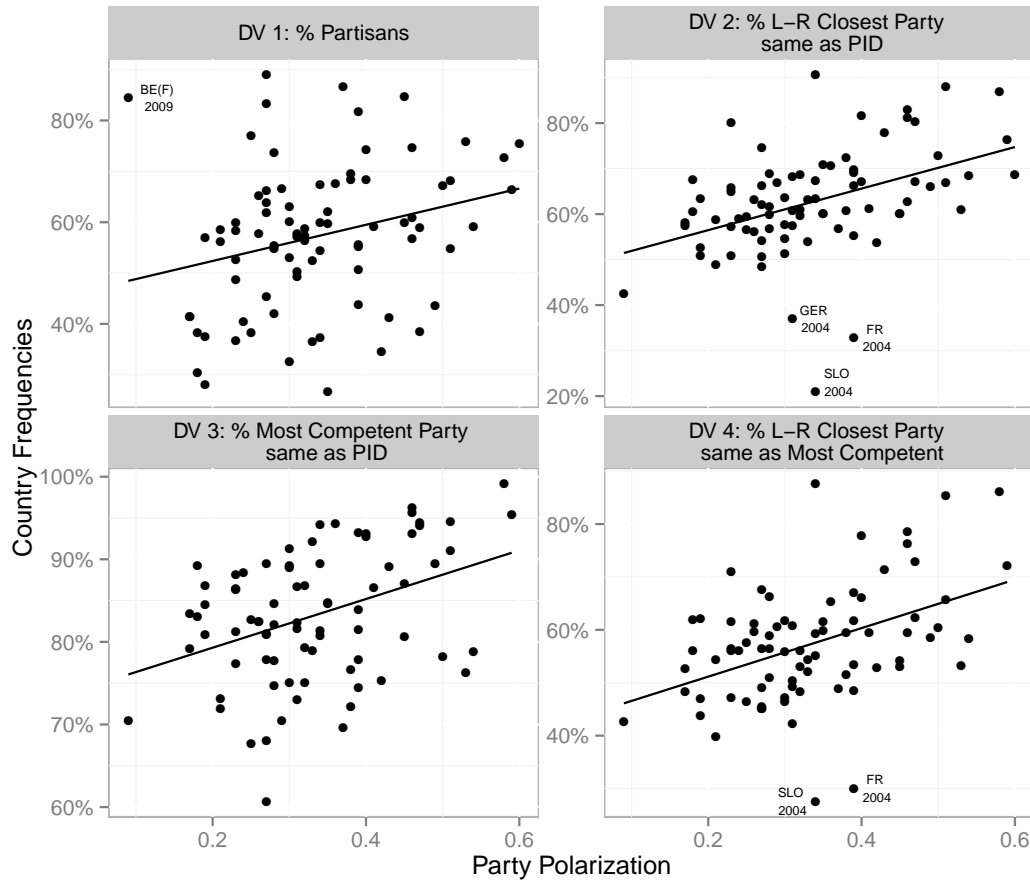 DV 1: % Partisans
DV 2: % L−R Closest Party
same as PID
BE(F)
2009
80%
60%
40%
80%
60%
40%
20%
GER
2004
FR
2004
SLO
2004
DV 3: % Most Competent Party
same as PID
DV 4: % L−R Closest Party
same as Most Competent
100%
90%
80%
70%
60%
80%
60%
40%
SLO
2004
FR
2004
0.2
0.4
0.6
0.2
0.4
0.6
Party Polarization
Country Frequencies